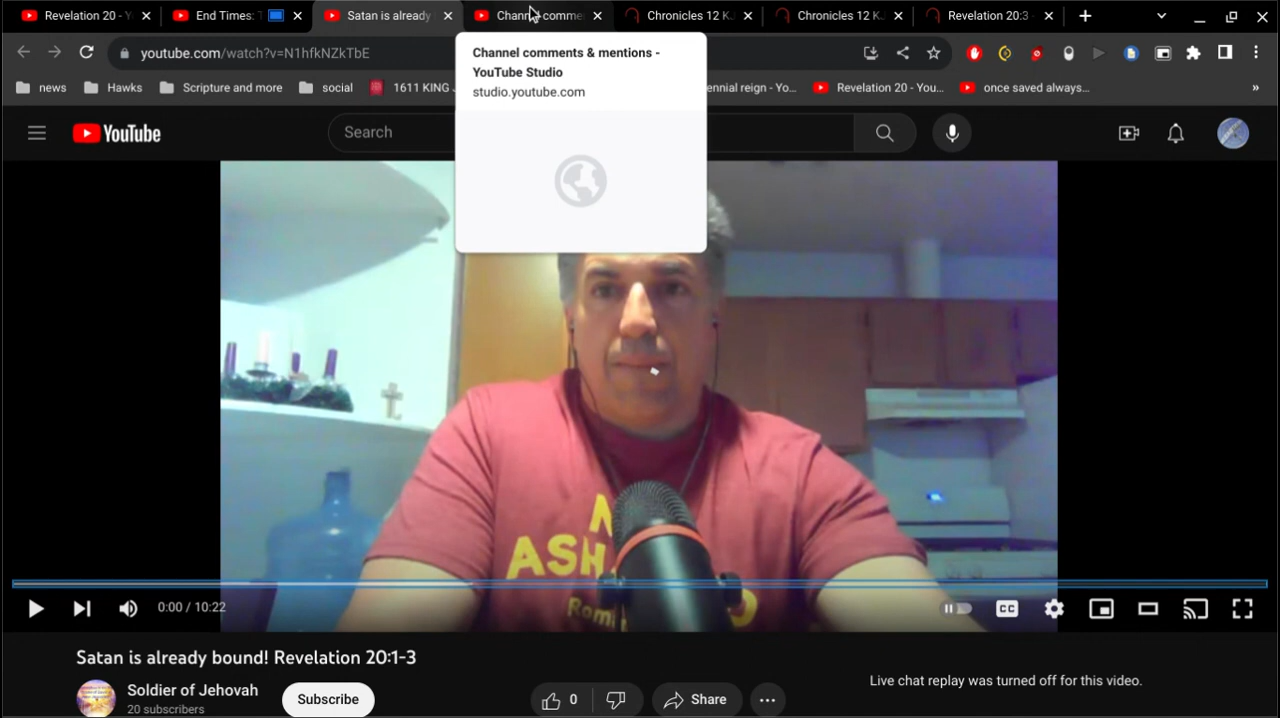 Revelation 20 - Y
End Times: T
Satan is already
Channel comme
Chronicles 12 K
Chronicles 12 K
Revelation 20:3
youtube.com/watch?v=N1hfkNZkTbE
Channel comments & mentions -
YouTube Studio
studio.youtube.com
news
Hawks
Scripture and more
social
1611 KING
ennial reign - Yo...
Revelation 20 - You...
once saved always...
»
YouTube
Search
ASH
Rom
0:00 / 10:22
CC
Satan is already bound! Revelation 20:1-3
Soldier of Jehovah
20 subscribers
Subscribe
0
Share
Live chat replay was turned off for this video.